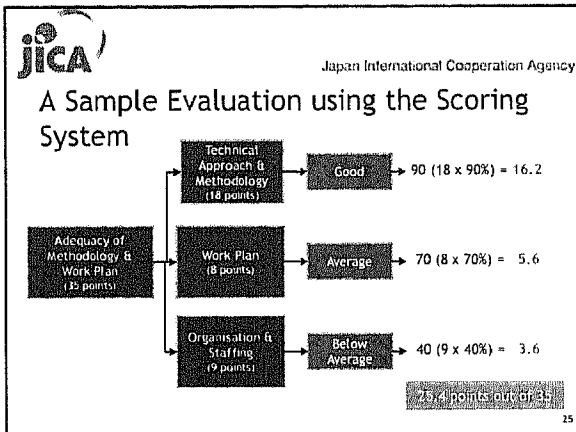 jICA
Japan International Cooperation Agency
A Sample Evaluation using the Scoring
System
Technical
Approach &
Methodology
(18 points)
Good
90 (18 x 90%) = 16.2
Adequacy of
Methodology &
Work Plan
(35 points)
Work Plan
(8 points)
Average
70 (8 x 70%) = 5.6
Organisation &
Staffing
(9 points)
Below
Average
40 (9 x 40%) = 3.6
25.4 points out of 35
25